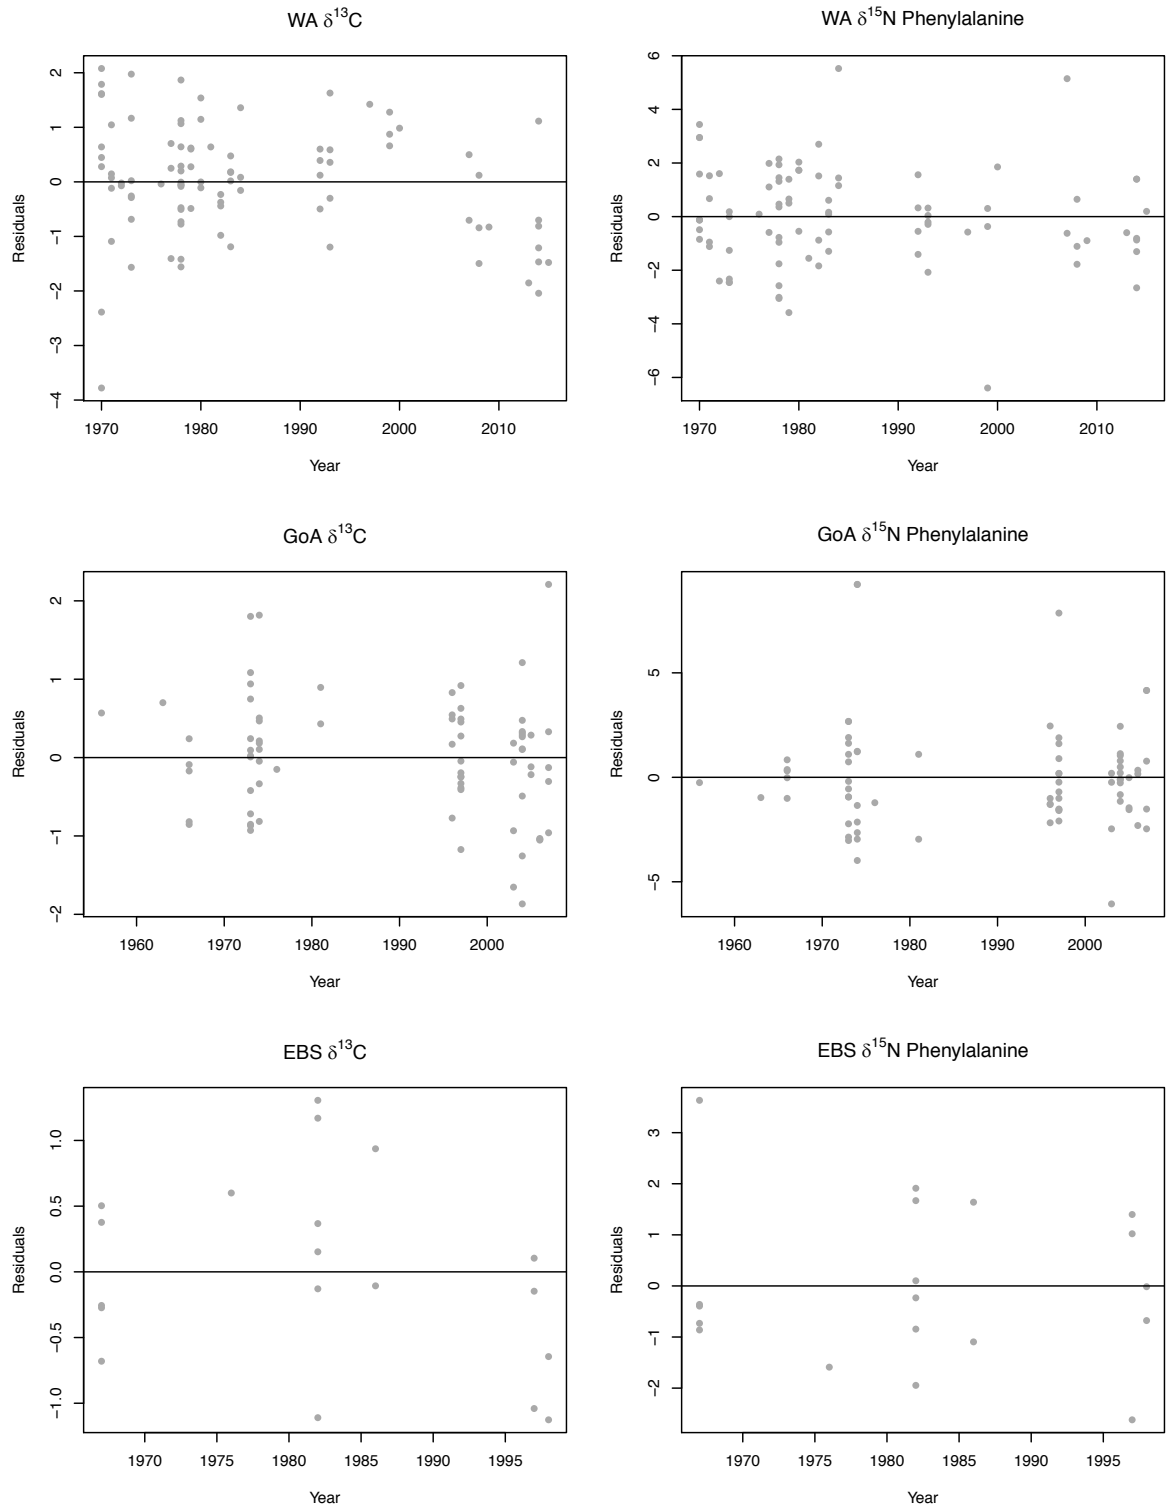 WA δ¹³C
2
1
0
−1
−2
−3
−4
Residuals
1970 1980 1990 2000 2010
Year
WA δ¹⁵N Phenylalanine
6
4
2
0
−2
−4
−6
Residuals
1970 1980 1990 2000 2010
Year
GoA δ¹³C
2
1
0
−1
−2
Residuals
1960 1970 1980 1990 2000
Year
GoA δ¹⁵N Phenylalanine
5
0
−5
Residuals
1960 1970 1980 1990 2000
Year
EBS δ¹³C
1.0
0.5
0.0
−0.5
−1.0
Residuals
1970 1975 1980 1985 1990 1995
Year
EBS δ¹⁵N Phenylalanine
3
2
1
0
−1
−2
Residuals
1970 1975 1980 1985 1990 1995
Year